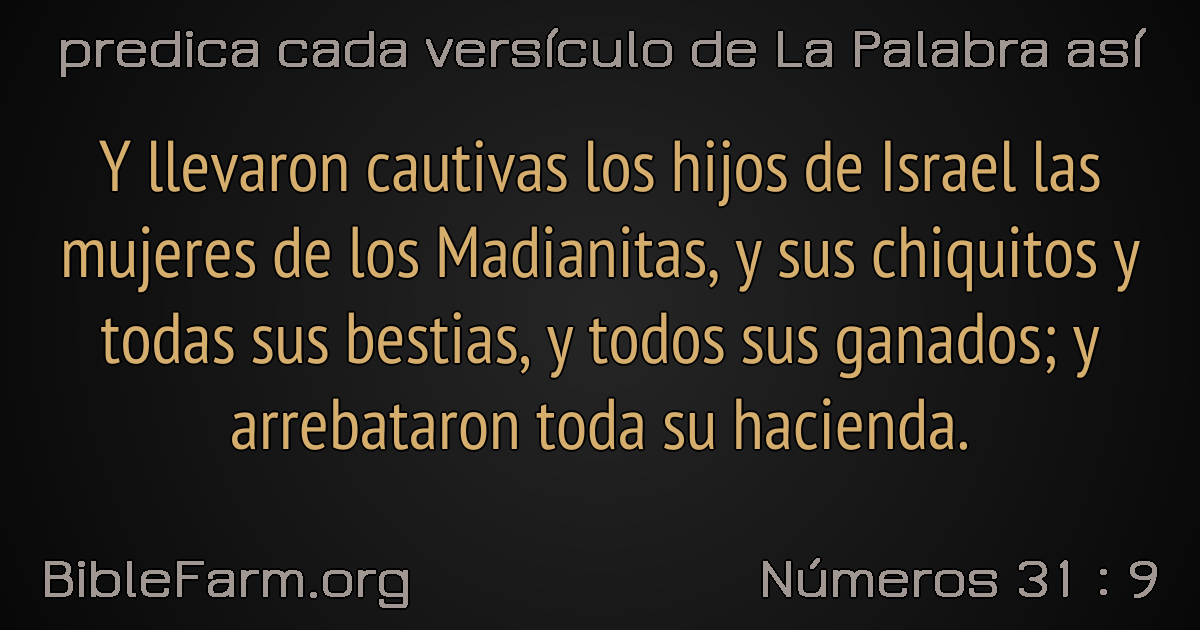 predica cada versículo de La Palabra así
Y llevaron cautivas los hijos de Israel las
mujeres de los Madianitas, y sus chiquitos y
todas sus bestias, y todos sus ganados; y
arrebataron toda su hacienda.
BibleFarm.org
Números 31 : 9